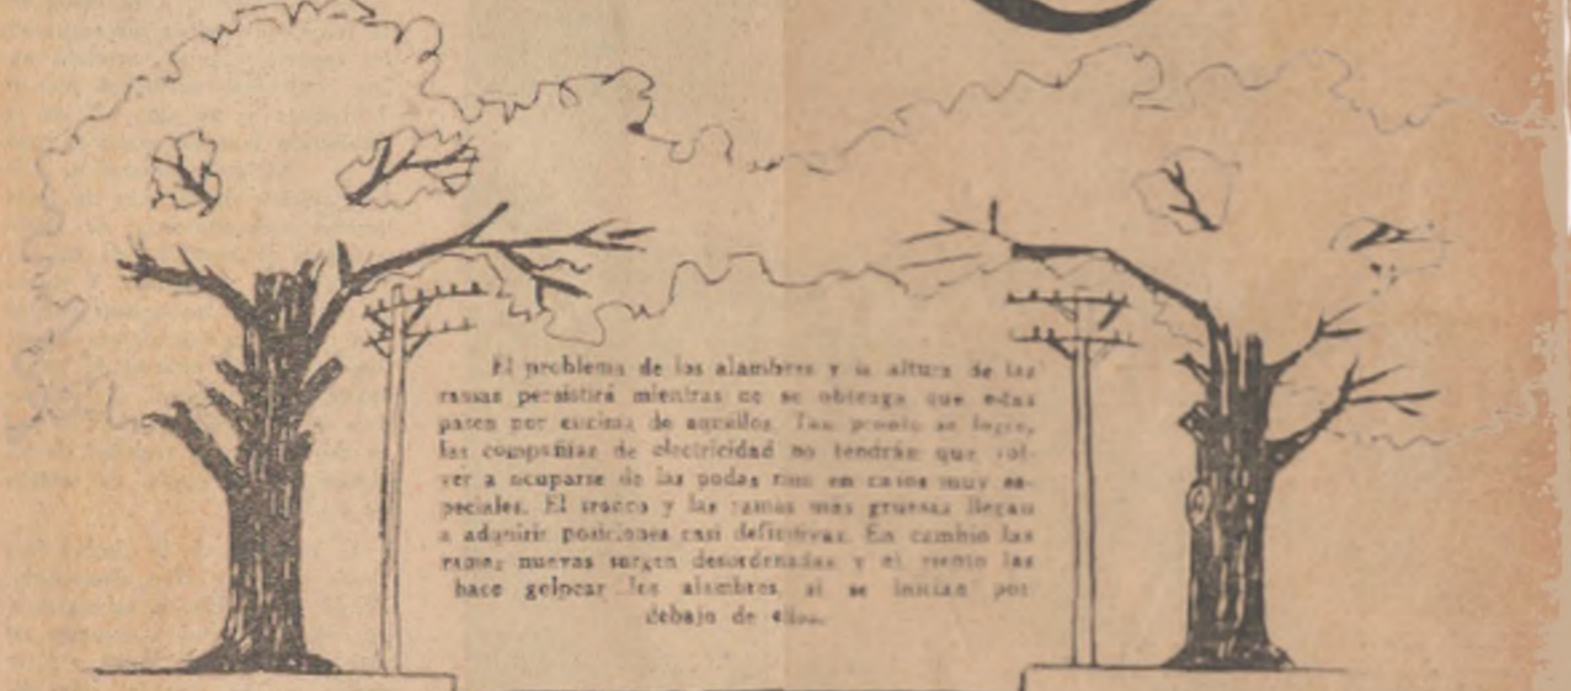 El problema de los alambres y la altura de las
ramas persistirá mientras no se obtenga que estas
pasen por encima de aquellos. Tan pronto se logre,
las compañías de electricidad no tendrán que vol-
ver a ocuparse de las podas sino en casos muy es-
peciales. El tronco y las ramas más gruesas llegan
a adquirir posiciones casi definitivas. En cambio las
ramas nuevas surgen desordenadas y el viento las
hace golpear los alambres, si se inician por
debajo de ellos.